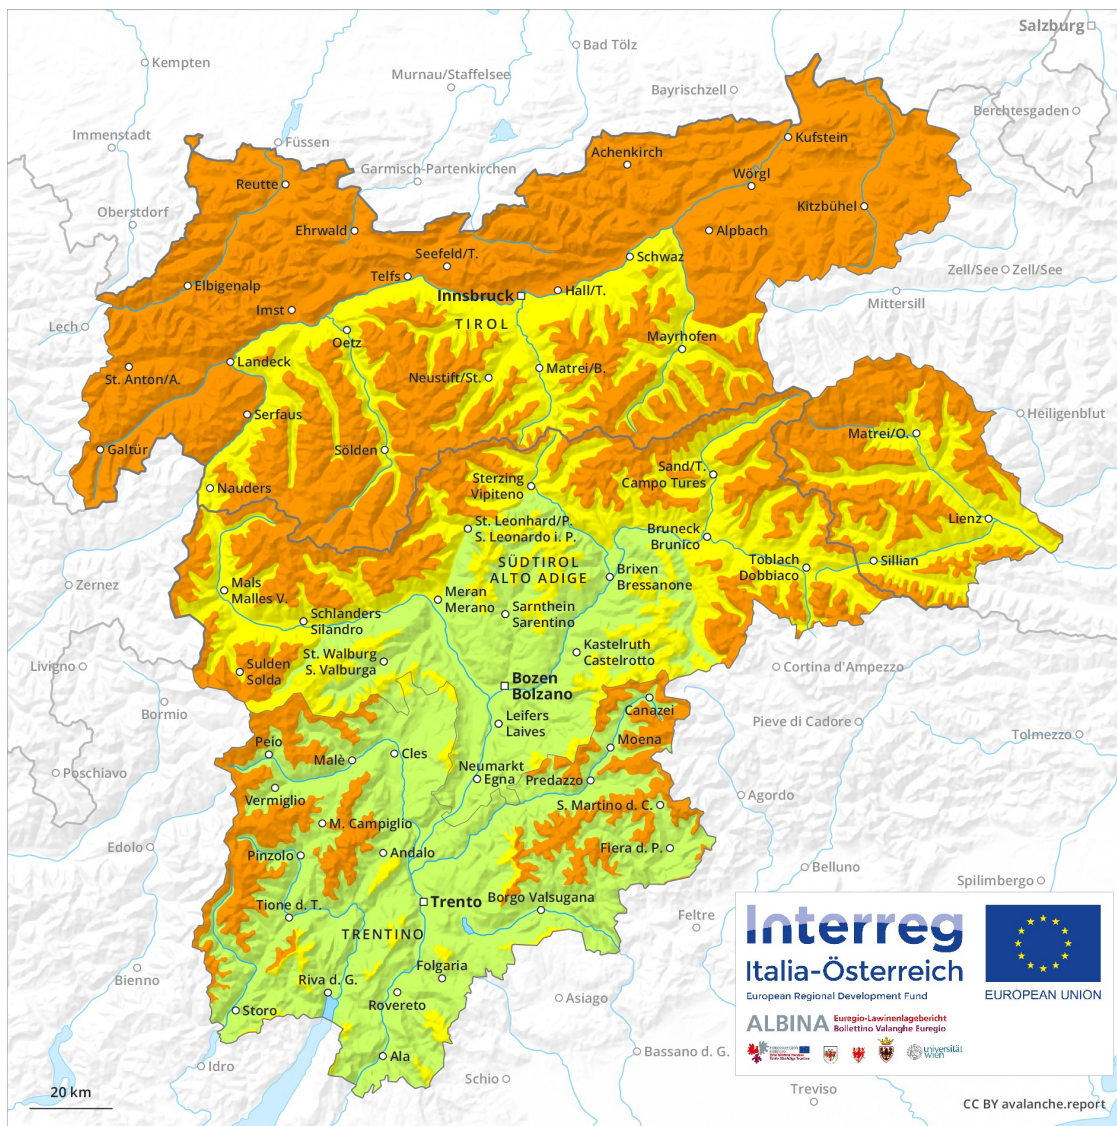 Salzburg
Bad Tölz
Kempten
Murnau/Staffelsee
Bayrischzell
Berchtesgaden
Immenstadt
Füssen
Kufstein
Achenkirch
Garmisch-Partenkirchen
Wörgl
Reutte
Kitzbühel
Oberstdorf
Ehrwald
Alpbach
Seefeld/T.
Schwaz
Telfs
Zell/See
Zell/See
Elbigenalp
Innsbruck
Hall/T.
Mittersill
Imst
TIROL
Lech
Oetz
Mayrhofen
Landeck
Matrei/B.
St. Anton/A.
Neustift/St.
Serfaus
Heiligenblut
Matrei/O.
Galtür
Sölden
Sand/T.
Campo Tures
Sterzing
Vipiteno
Nauders
Lienz
St. Leonhard/P.
S. Leonardo i. P.
Bruneck
Brunico
SÜDTIROL
ALTO ADIGE
Toblach
Dobbiaco
Sillian
Brixen
Bressanone
Zernez
Mals
Malles V.
Meran
Merano
Sarnthein
Sarentino
Schlanders
Silandro
Kastelruth
Castelrotto
St. Walburg
S. Valburga
Livigno
Sulden
Solda
Cortina d'Ampezzo
Bozen
Bolzano
Bormio
Canazei
Leifers
Laives
Pieve di Cadore
Tolmezzo
Peio
Moena
Malè
Cles
Poschiavo
Neumarkt
Egna
Predazzo
Vermiglio
Agordo
S. Martino d. C.
M. Campiglio
Edolo
Pinzolo
Andalo
Fiera d. P.
Belluno
Spilimbergo
Tione d. T.
Trento
Borgo Valsugana
Feltre
TRENTINO
Folgaria
Bienno
Riva d. G.
Rovereto
Asiago
Storo
Ala
Bassano d. G.
Idro
Schio
Treviso
20 km
Interreg
Italia-Österreich
European Regional Development Fund
EUROPEAN UNION
ALBINA
Euregio-Lawinenlagebericht
Bollettino Valanghe Euregio
universität
wien
CC BY avalanche.report